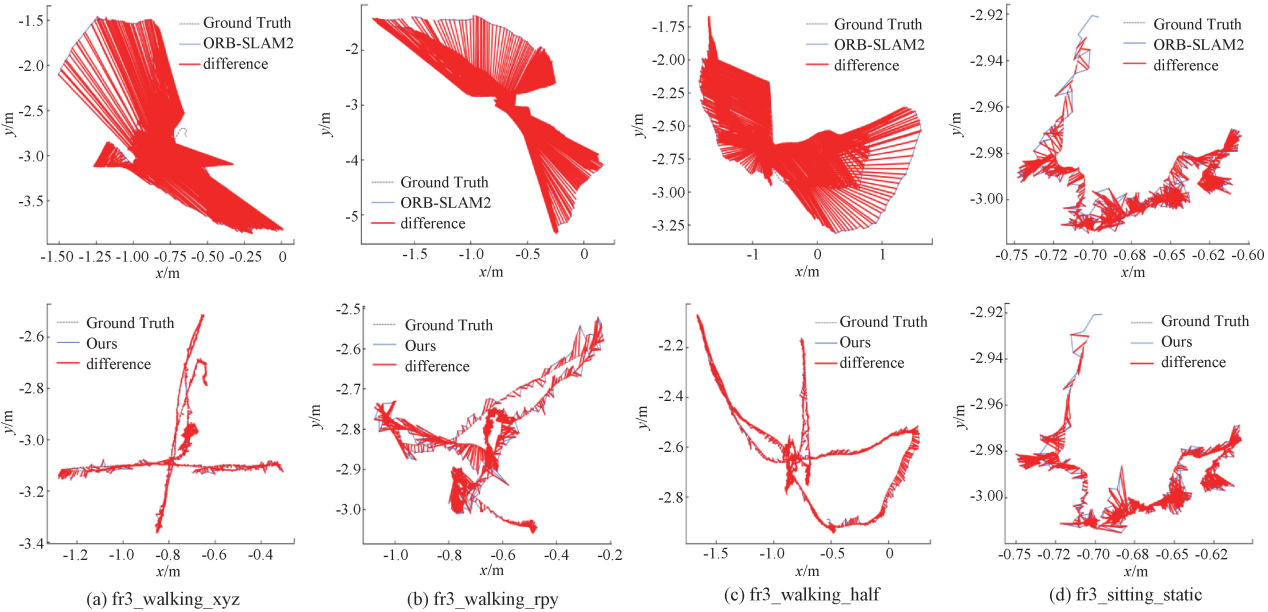 -1.5
-2.0
-2.5
-3.0
-3.5
y/m
Ground Truth
ORB-SLAM2
difference
-1.50 -1.25 -1.00 -0.75 -0.50 -0.25 0
x/m
-2
-3
-4
-5
y/m
Ground Truth
ORB-SLAM2
difference
-1.5 -1.0 -0.5 0
x/m
-1.75
-2.00
-2.25
-2.50
-2.75
-3.00
-3.25
y/m
Ground Truth
ORB-SLAM2
difference
-1 0 1
x/m
-2.92
-2.94
-2.96
-2.98
-3.00
y/m
Ground Truth
ORB-SLAM2
difference
-0.75 -0.72 -0.70 -0.68 -0.66 -0.62 -0.60
x/m
-2.6
-2.8
-3.0
-3.2
-3.4
y/m
Ground Truth
Ours
difference
-1.2 -1.0 -0.8 -0.6 -0.4
x/m
-2.5
-2.6
-2.7
-2.8
-2.9
-3.0
y/m
Ground Truth
Ours
difference
-1.0 -0.8 -0.6 -0.4 -0.2
x/m
-2.2
-2.4
-2.6
-2.8
y/m
Ground Truth
Ours
difference
-1.5 -1.0 -0.5 0
x/m
-2.92
-2.94
-2.96
-2.98
-3.00
y/m
Ground Truth
Ours
difference
-0.75 -0.72 -0.70 -0.68 -0.66 -0.62
x/m
(a) fr3_walking_xyz
(b) fr3_walking_rpy
(c) fr3_walking_half
(d) fr3_sitting_static